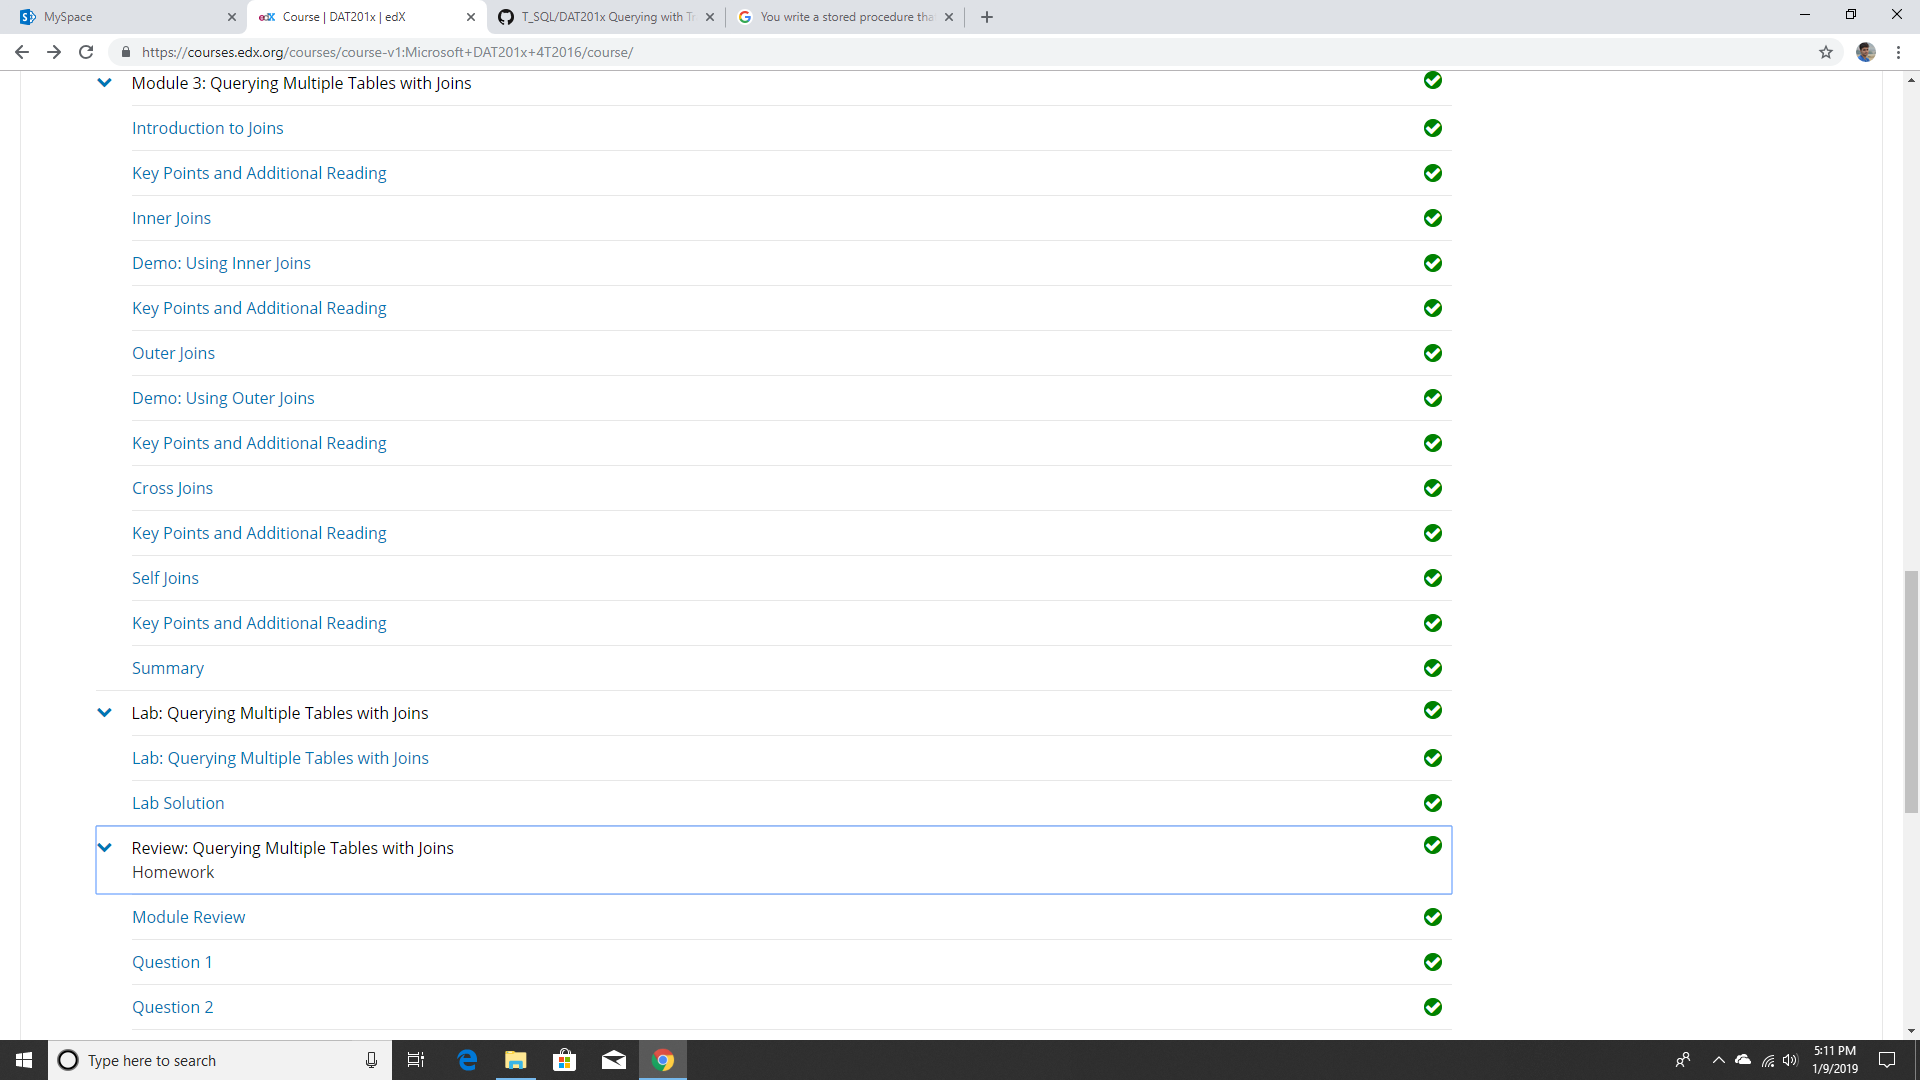 MySpace
edX Course | DAT201x | edX
T_SQL/DAT201x Querying with Tr
You write a stored procedure tha
https://courses.edx.org/courses/course-v1:Microsoft+DAT201x+4T2016/course/
Module 3: Querying Multiple Tables with Joins
Introduction to Joins
Key Points and Additional Reading
Inner Joins
Demo: Using Inner Joins
Key Points and Additional Reading
Outer Joins
Demo: Using Outer Joins
Key Points and Additional Reading
Cross Joins
Key Points and Additional Reading
Self Joins
Key Points and Additional Reading
Summary
Lab: Querying Multiple Tables with Joins
Lab: Querying Multiple Tables with Joins
Lab Solution
Review: Querying Multiple Tables with Joins
Homework
Module Review
Question 1
Question 2
Type here to search
5:11 PM
1/9/2019